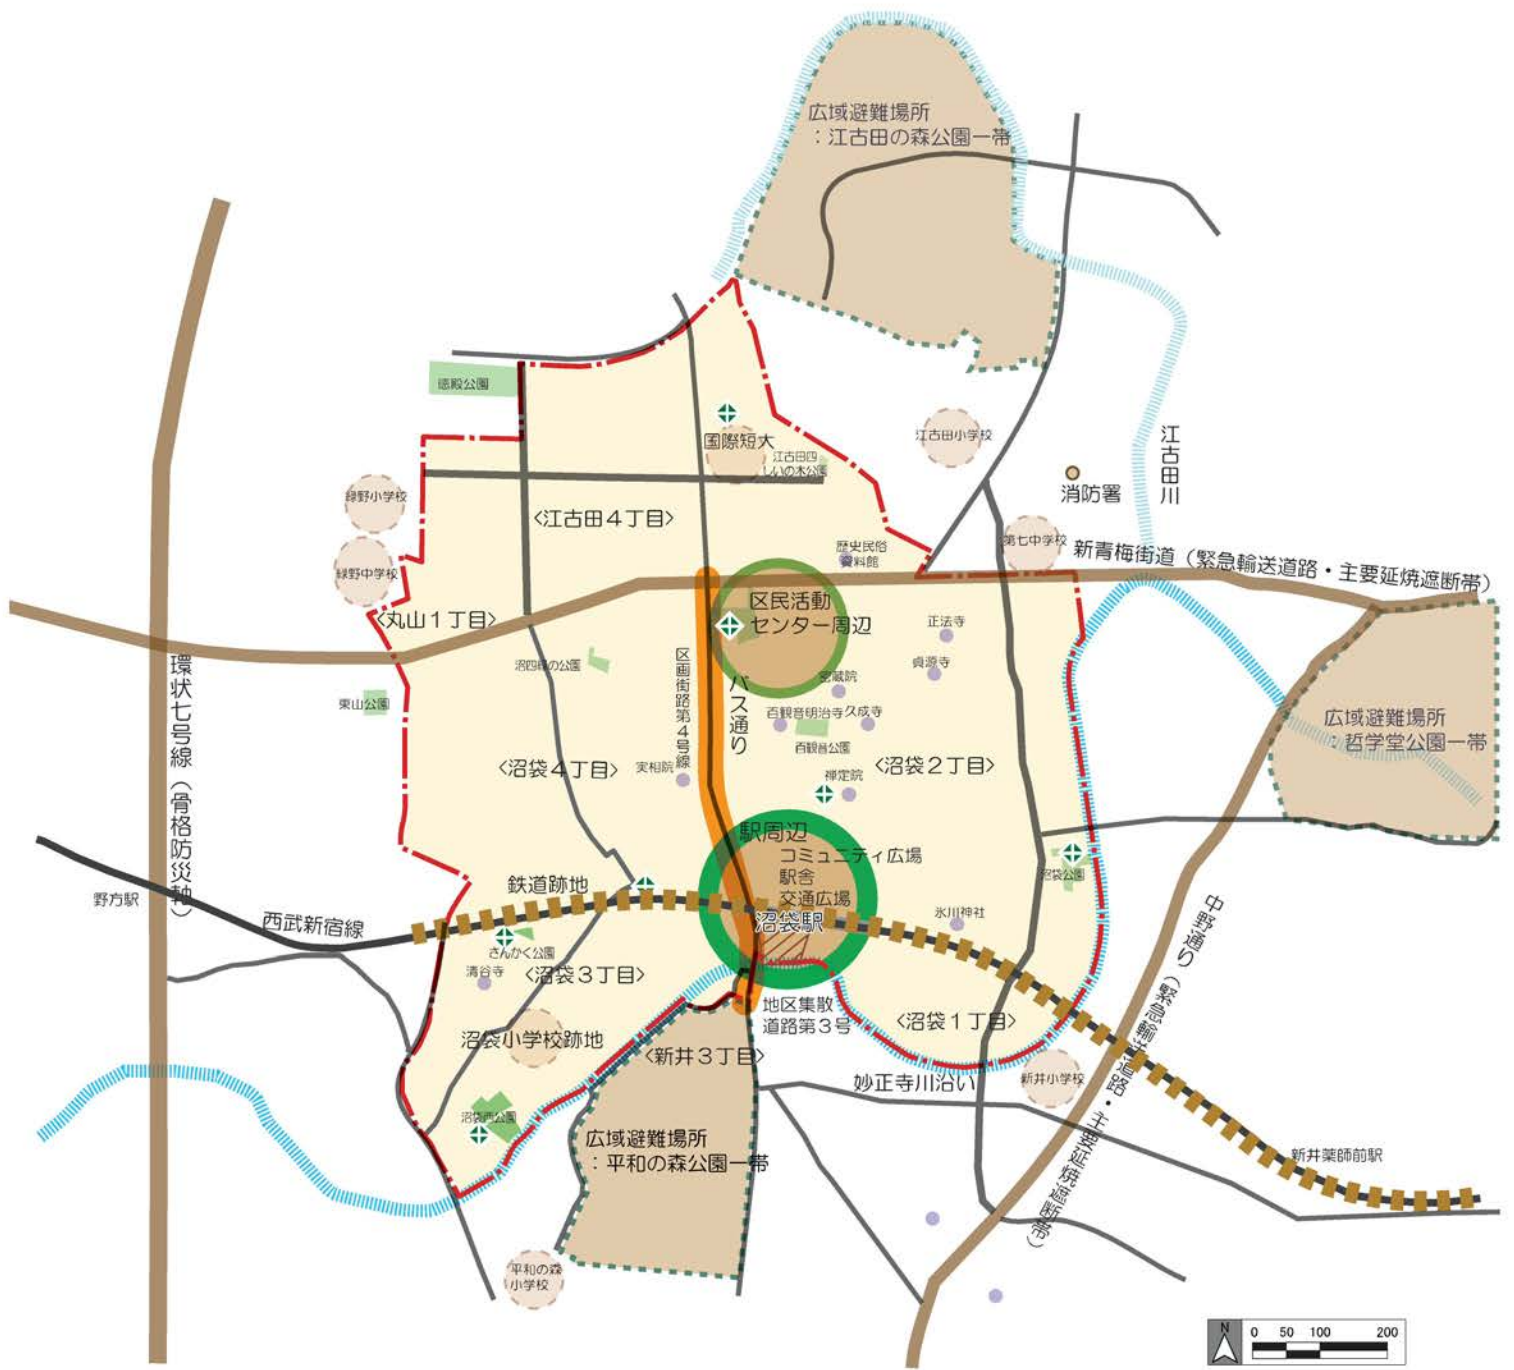 広域避難場所
：江古田の森公園一帯
徳殿公園
国際短大
江古田四
しいの木公園
江古田小学校
江古田川
消防署
緑野小学校
緑野中学校
〈江古田４丁目〉
歴史民俗
資料館
第七中学校
新青梅街道（緊急輸送道路・主要延焼遮断帯）
〈丸山１丁目〉
区民活動
センター周辺
正法寺
貞源寺
沼四緑の公園
密蔵院
東山公園
区画街路第４号線
バス通り
環状七号線（骨格防災軸）
百観音明治寺
久成寺
百観音公園
広域避難場所
：哲学堂公園一帯
〈沼袋４丁目〉
実相院
禅定院
〈沼袋２丁目〉
駅周辺
コミュニティ広場
駅舎
交通広場
沼袋駅
沼袋公園
鉄道跡地
野方駅
西武新宿線
氷川神社
中野通り（緊急輸送道路・主要延焼遮断帯）
さんかく公園
清谷寺
〈沼袋３丁目〉
地区集散
道路第３号
〈沼袋１丁目〉
沼袋小学校跡地
〈新井３丁目〉
妙正寺川沿い
新井小学校
沼袋西公園
広域避難場所
：平和の森公園一帯
新井薬師前駅
平和の森
小学校
N
0 50 100 200